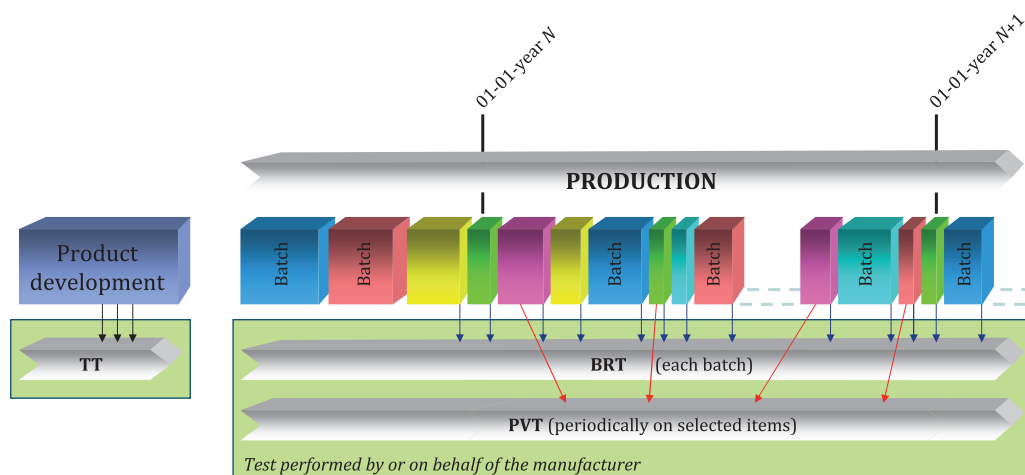 01-01-year N
01-01-year N+1
PRODUCTION
Product
development
Batch
Batch
Batch
Batch
Batch
Batch
TT
BRT (each batch)
PVT (periodically on selected items)
Test performed by or on behalf of the manufacturer